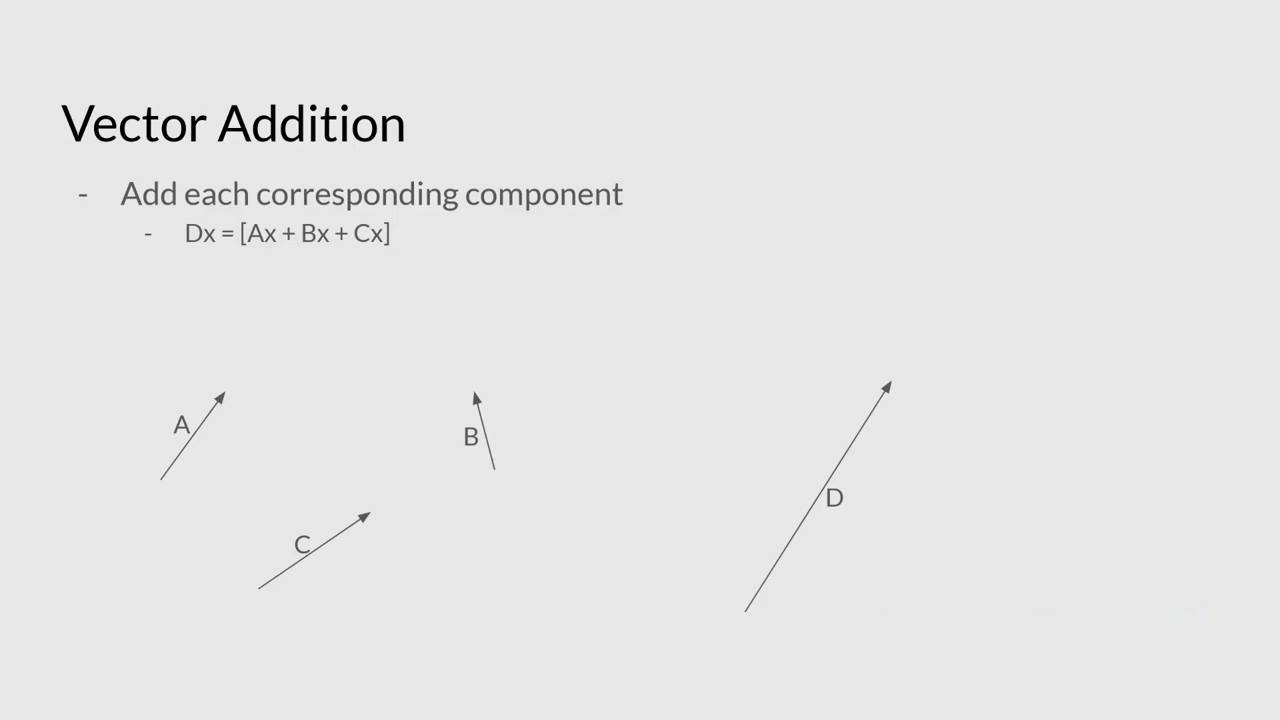 Vector Addition
- Add each corresponding component
- Dx = [Ax + Bx + Cx]
A
B
C
D